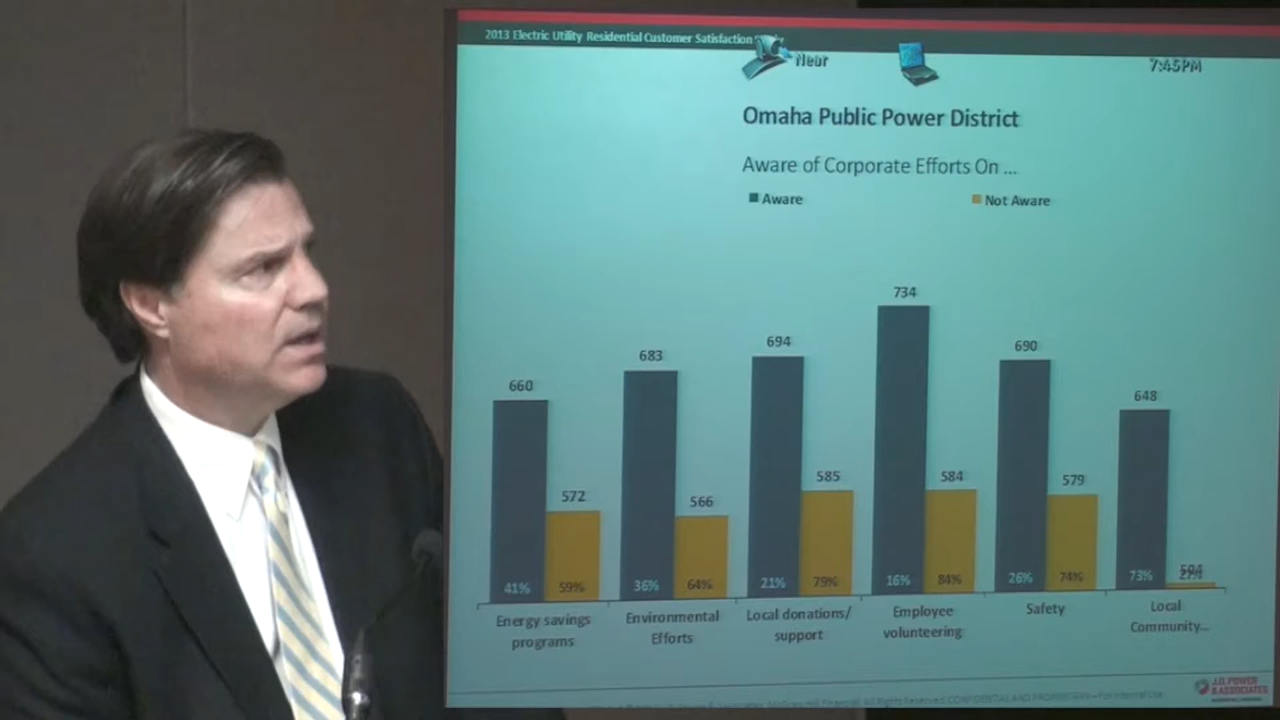 2013 Electric Utility Residential Customer Satisfaction
Near
7:45PM
Omaha Public Power District
Aware of Corporate Efforts On ...
Aware
Not Aware
660
572
41%
59%
683
566
36%
64%
694
585
21%
79%
734
584
16%
84%
690
579
26%
74%
648
73%
Energy savings
programs
Environmental
Efforts
Local donations/
support
Employee
volunteering
Safety
Local
Community...
J.D. POWER
& ASSOCIATES